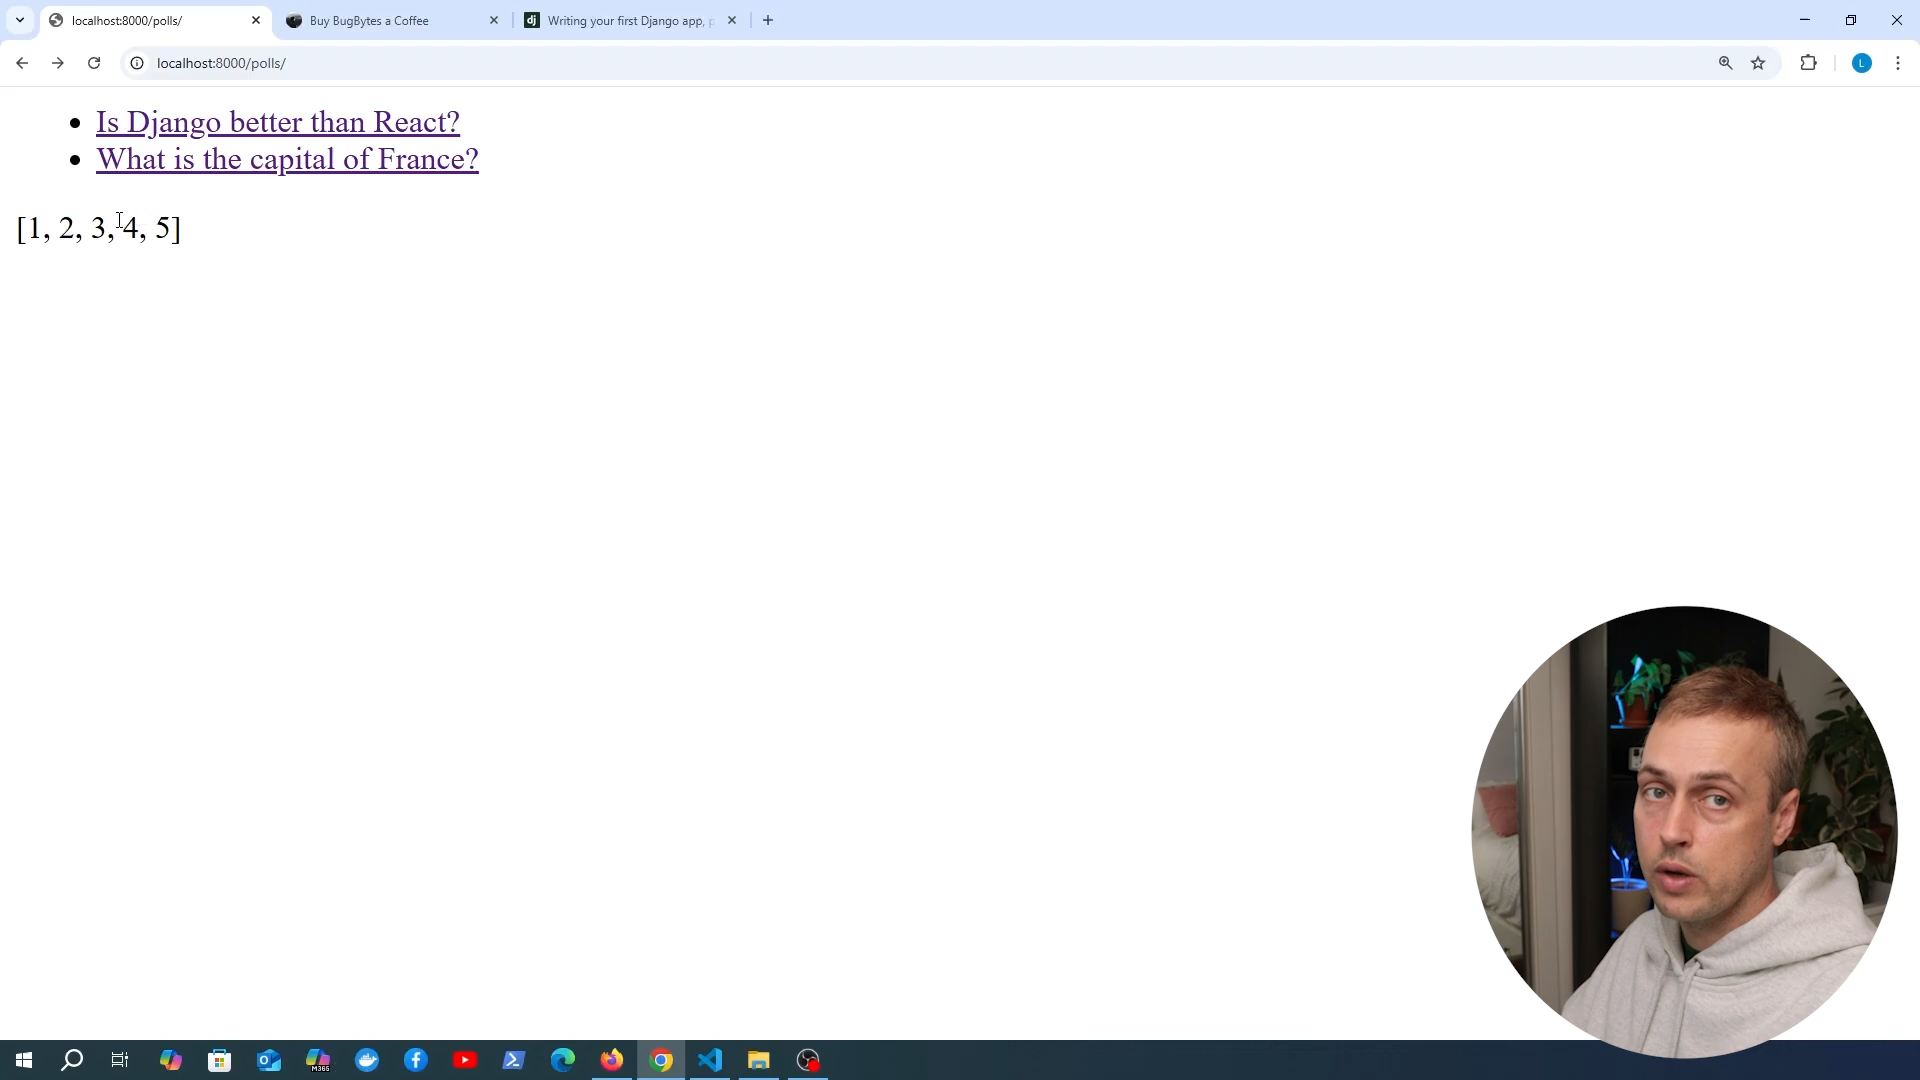 localhost:8000/polls/
Buy BugBytes a Coffee
Writing your first Django app, p
localhost:8000/polls/
L
Is Django better than React?
What is the capital of France?
[1, 2, 3, 4, 5]
M365